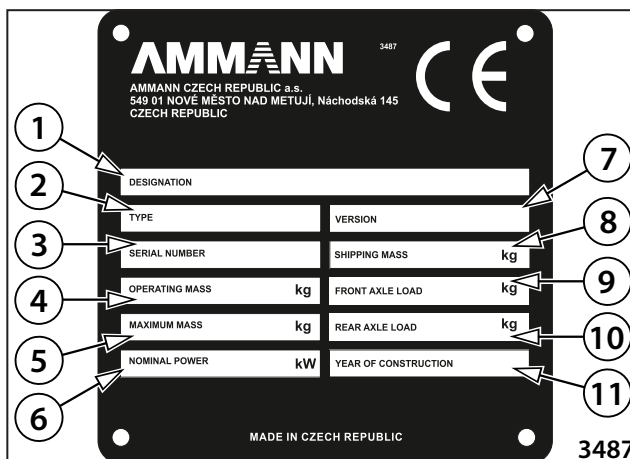 AMMANN
3487
AMMANN CZECH REPUBLIC a.s.
549 01 NOVÉ MĚSTO NAD METUJÍ, Náchodská 145
CZECH REPUBLIC
CE
1
DESIGNATION
2
TYPE
VERSION
7
3
SERIAL NUMBER
SHIPPING MASS kg
8
4
OPERATING MASS kg
FRONT AXLE LOAD kg
9
5
MAXIMUM MASS kg
REAR AXLE LOAD kg
10
6
NOMINAL POWER kW
YEAR OF CONSTRUCTION
11
MADE IN CZECH REPUBLIC
3487